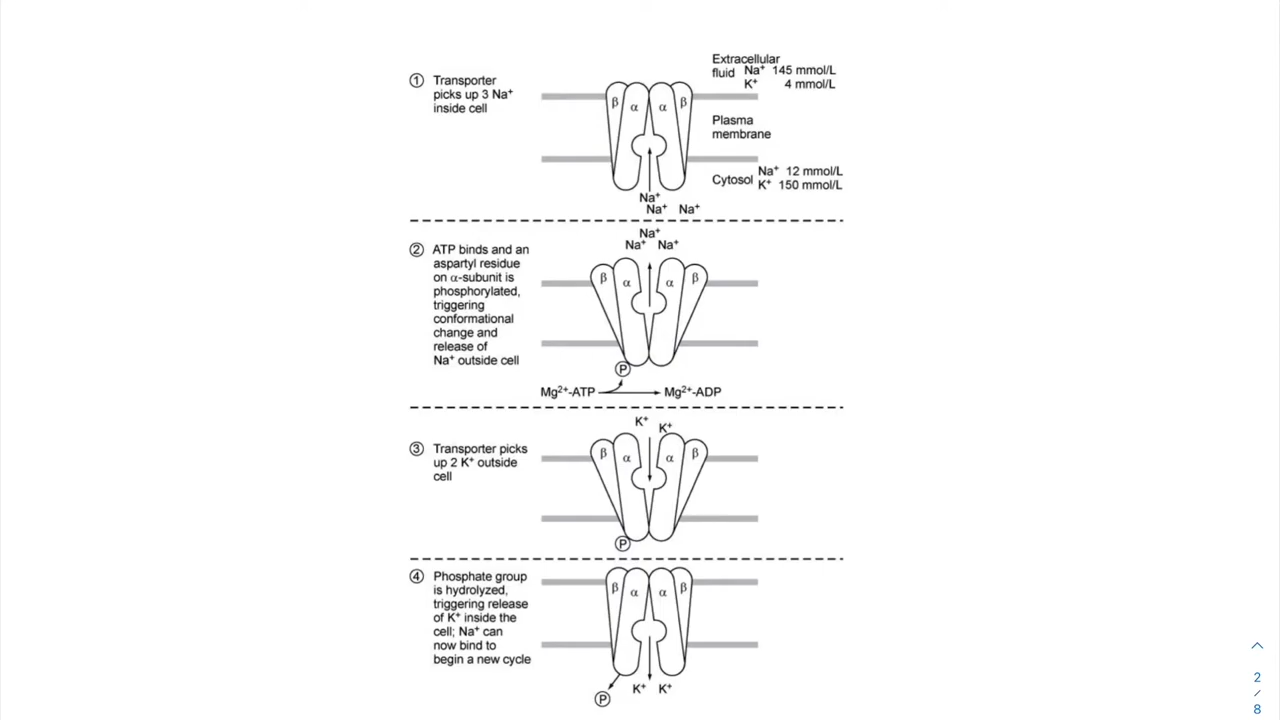 ① Transporter
picks up 3 Na⁺
inside cell
Extracellular
fluid Na⁺ 145 mmol/L
K⁺ 4 mmol/L
β α α β
Plasma
membrane
Cytosol Na⁺ 12 mmol/L
K⁺ 150 mmol/L
Na⁺
Na⁺ Na⁺
② ATP binds and an
aspartyl residue
on α-subunit is
phosphorylated,
triggering
conformational
change and
release of
Na⁺ outside cell
Na⁺
Na⁺ Na⁺
β α α β
P
Mg²⁺-ATP Mg²⁺-ADP
③ Transporter picks
up 2 K⁺ outside
cell
K⁺ K⁺
β α α β
P
④ Phosphate group
is hydrolyzed,
triggering release
of K⁺ inside the
cell; Na⁺ can
now bind to
begin a new cycle
β α α β
P K⁺ K⁺
2
/
8